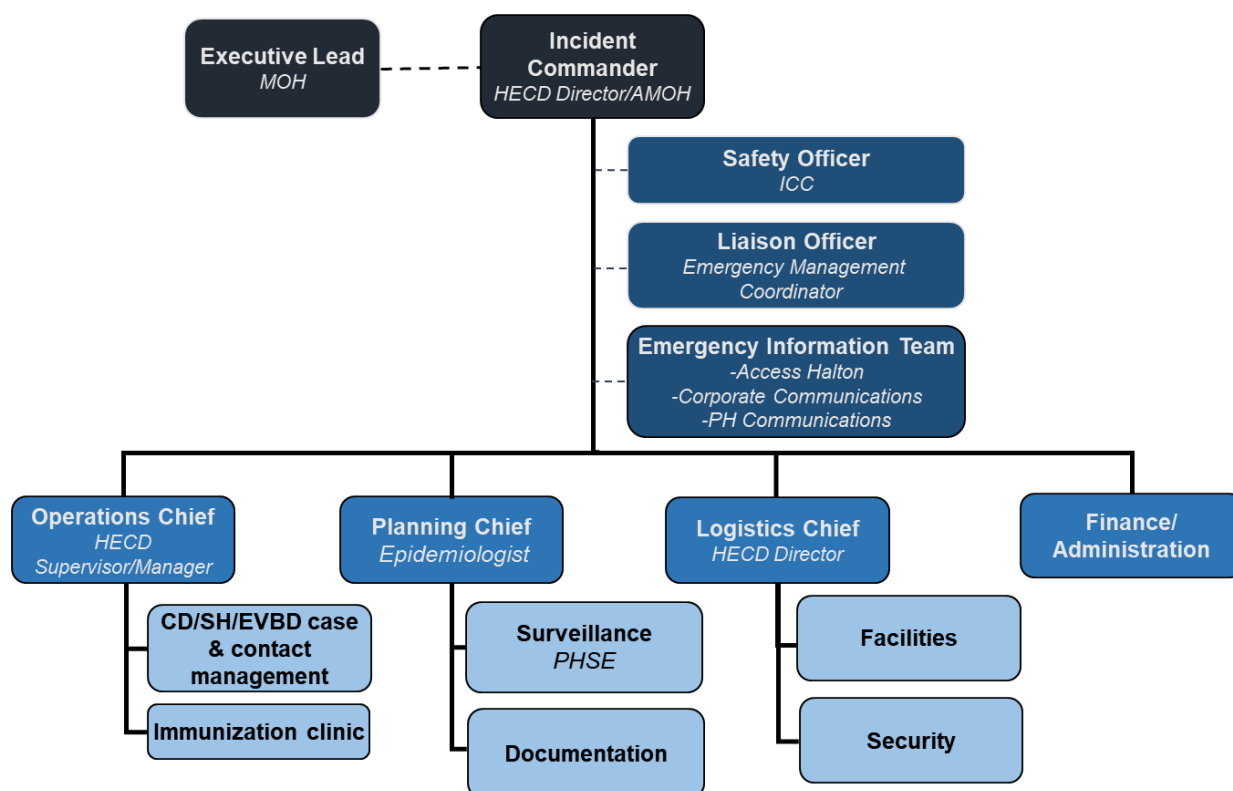 Executive Lead
MOH
Incident
Commander
HECD Director/AMOH
Safety Officer
ICC
Liaison Officer
Emergency Management
Coordinator
Emergency Information Team
-Access Halton
-Corporate Communications
-PH Communications
Operations Chief
HECD
Supervisor/Manager
Planning Chief
Epidemiologist
Logistics Chief
HECD Director
Finance/
Administration
CD/SH/EVBD case
& contact
management
Immunization clinic
Surveillance
PHSE
Documentation
Facilities
Security